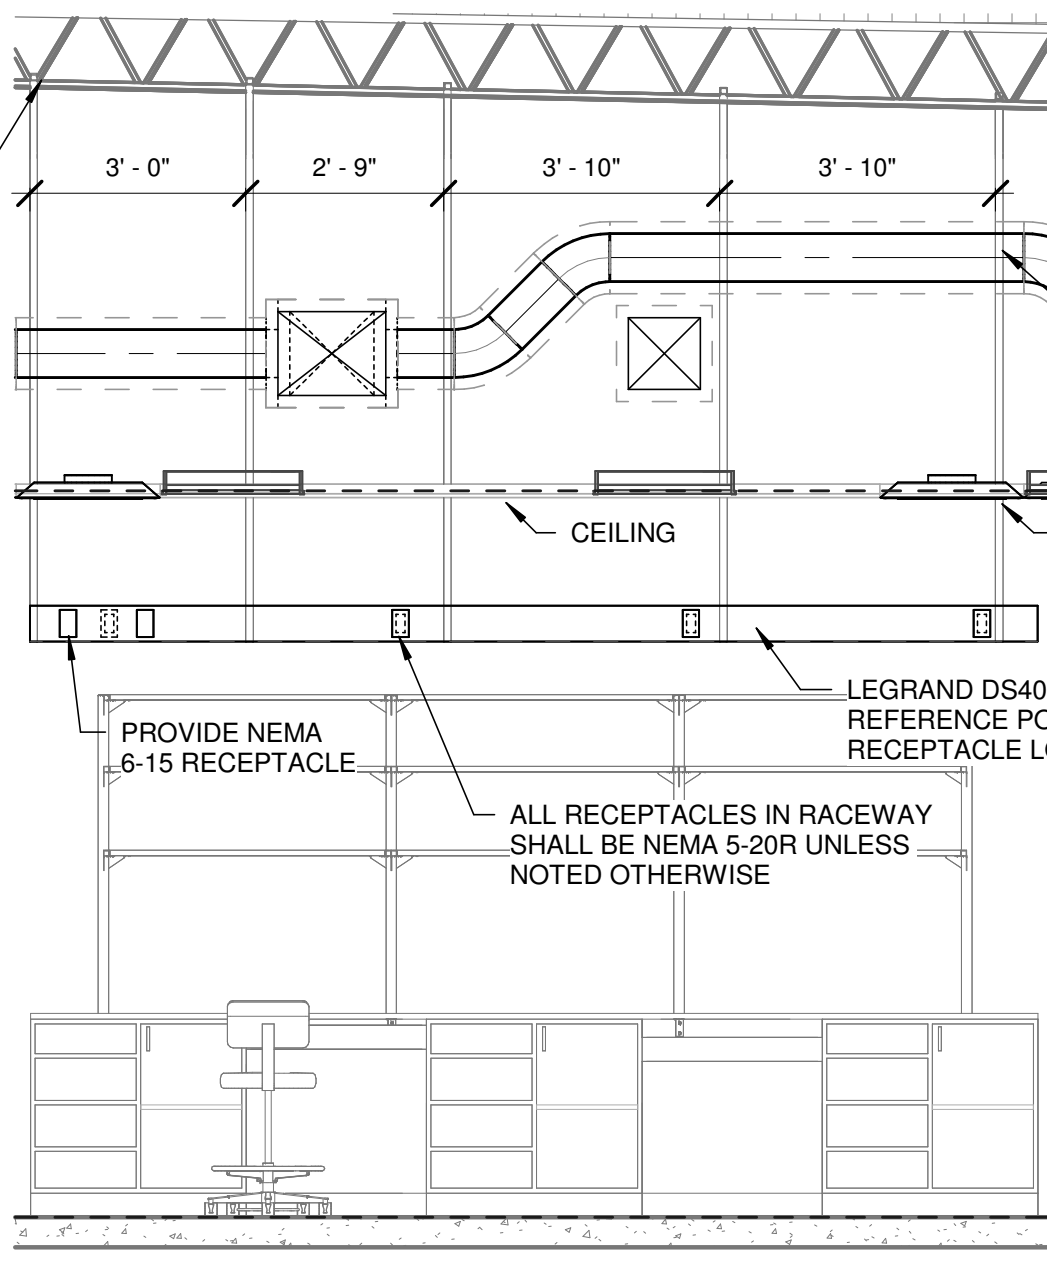 3' - 0" 2' - 9" 3' - 10" 3' - 10"
CEILING
LEGRAND DS40
REFERENCE
RECEPTACLE
PROVIDE NEMA
6-15 RECEPTACLE
ALL RECEPTACLES IN RACEWAY
SHALL BE NEMA 5-20R UNLESS
NOTED OTHERWISE